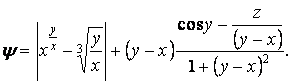 ψ = |x^{y/x} − ∛(y/x)| + (y − x) (cos y − z/(y − x))/(1 + (y − x)²).